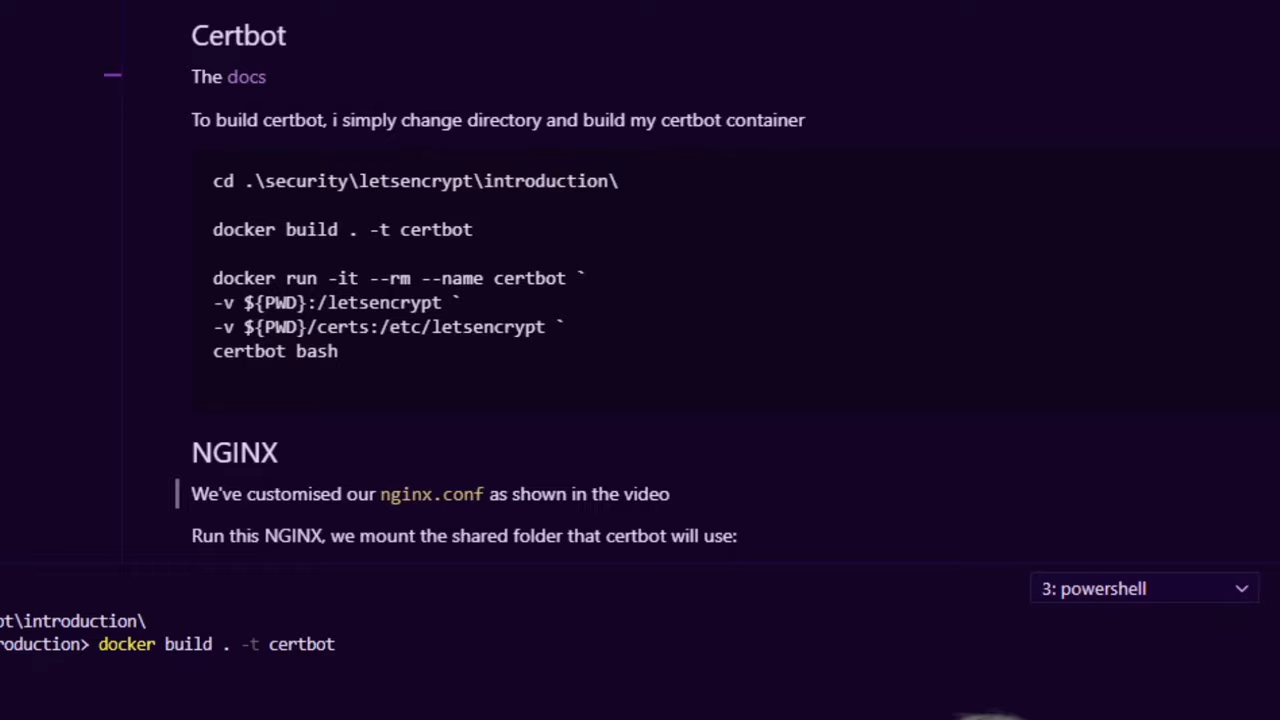 Certbot
The docs
To build certbot, i simply change directory and build my certbot container
cd .\security\letsencrypt\introduction\
docker build . -t certbot
docker run -it --rm --name certbot `
-v ${PWD}:/letsencrypt `
-v ${PWD}/certs:/etc/letsencrypt `
certbot bash
NGINX
We've customised our nginx.conf as shown in the video
Run this NGINX, we mount the shared folder that certbot will use:
3: powershell
pt\introduction\
roduction> docker build . -t certbot